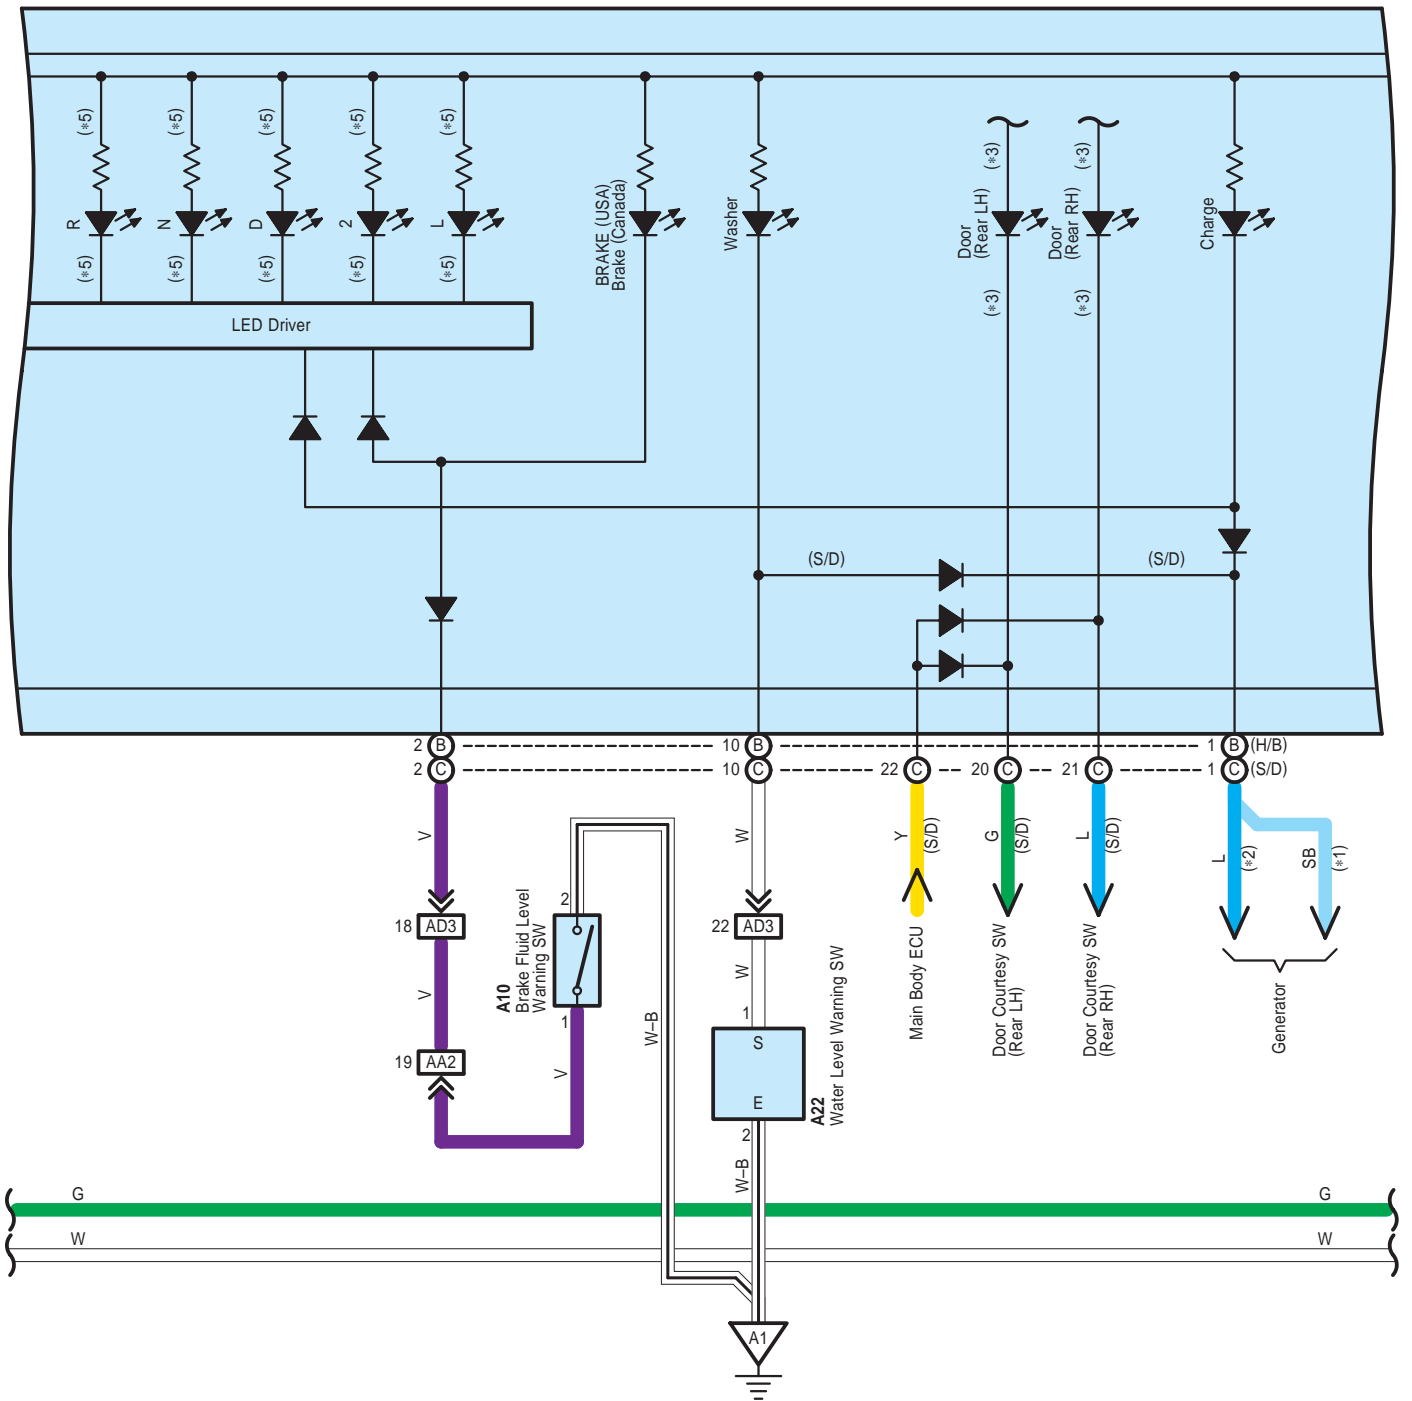 (*5) (*5) (*5) (*5) (*5) (*3) (*3)
R N D 2 L
BRAKE (USA)
Brake (Canada)
Washer
Door
(Rear LH)
Door
(Rear RH)
Charge
(*5) (*5) (*5) (*5) (*5) (*3) (*3)
LED Driver
(S/D) (S/D)
2 B 10 B 1 B (H/B)
2 C 10 C 22 C 20 C 21 C 1 C (S/D)
V W Y (S/D) G (S/D) L (S/D) L (*2) SB (*1)
18 AD3
2
A10
Brake Fluid Level
Warning SW
1
22 AD3
V W
19 AA2
V
W–B
1
S
E
2
A22
Water Level Warning SW
W–B
Main Body ECU
Door Courtesy SW
(Rear LH)
Door Courtesy SW
(Rear RH)
Generator
G G
W W
A1